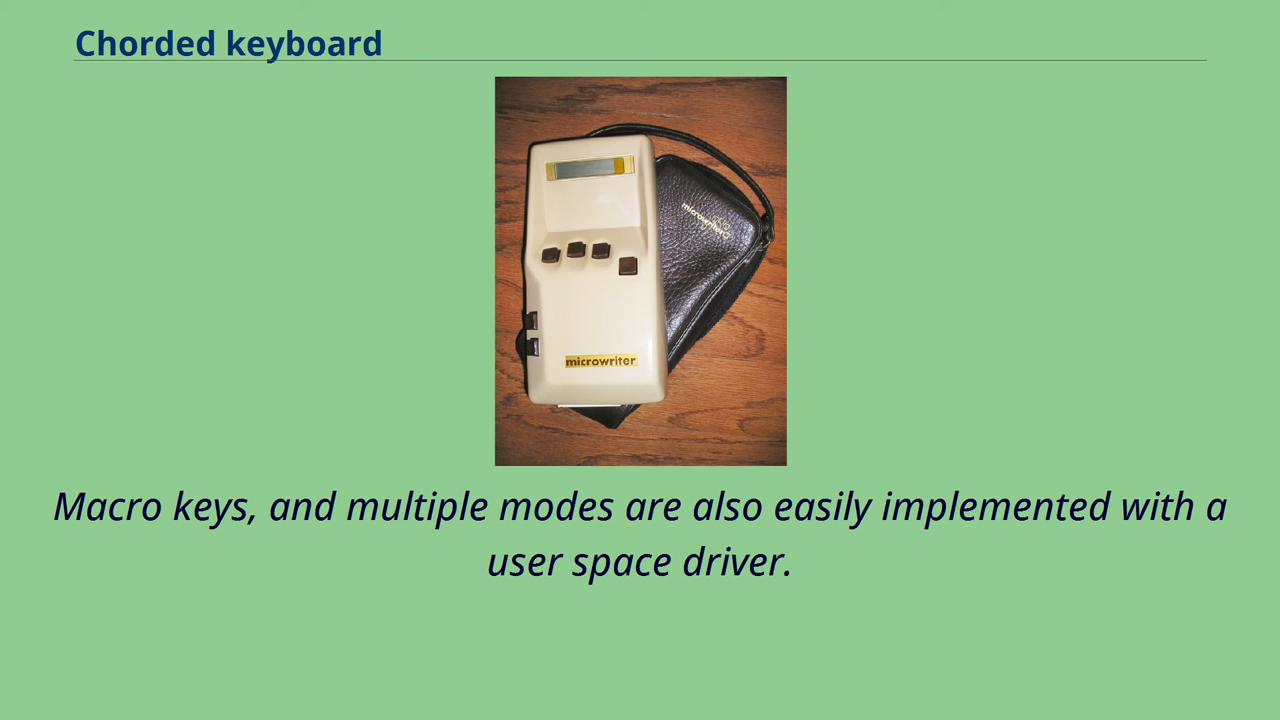 Chorded keyboard
microwriter
microwriter
Macro keys, and multiple modes are also easily implemented with a
user space driver.